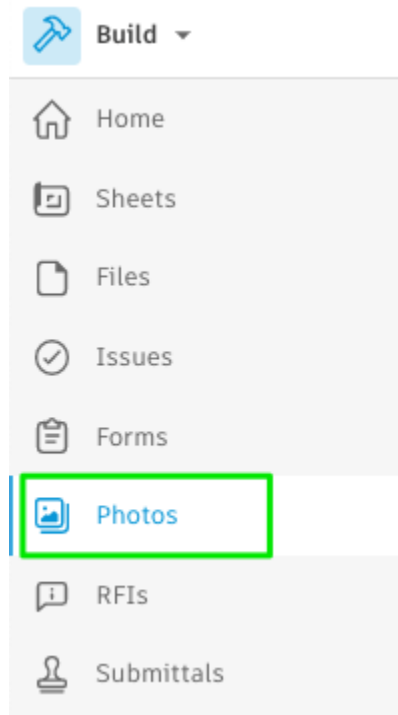 Build
Home
Sheets
Files
Issues
Forms
Photos
RFIs
Submittals